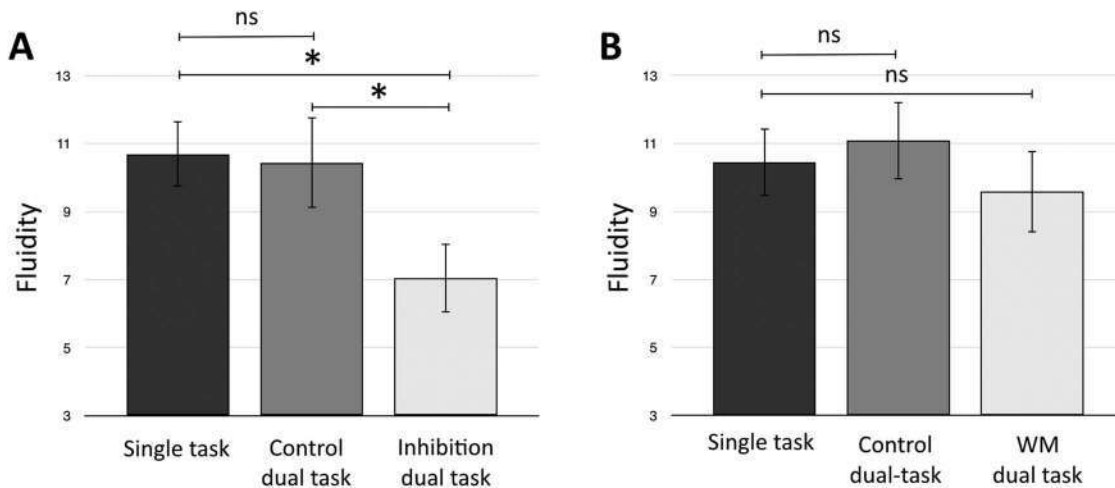 A
ns
*
*
13
11
9
7
5
3
Fluidity
Single task
Control
dual task
Inhibition
dual task
B
ns
ns
13
11
9
7
5
3
Fluidity
Single task
Control
dual-task
WM
dual task